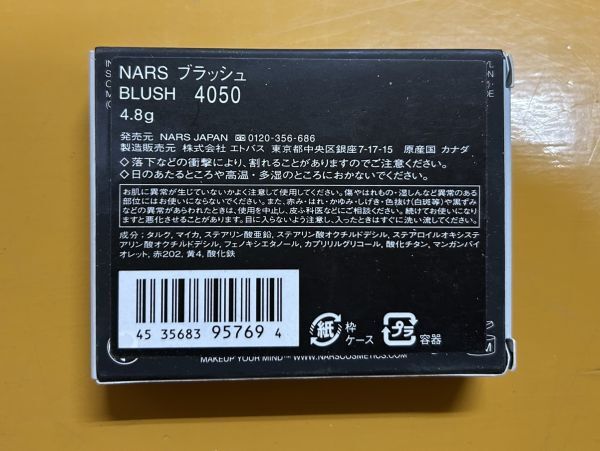 NARS ブラッシュ
BLUSH 4050
4.8g
発売元 NARS JAPAN 0120-356-686
製造販売元 株式会社 エトバス 東京都中央区銀座7-17-15 原産国 カナダ
◇落下などの衝撃により、割れることがありますのでご注意ください。
◇日のあたるところや高温・多湿のところにおかないでください。
お肌に異常が生じていないかよく注意して使用してください。傷やはれもの・湿しんなど異常のある
部位にはお使いにならないでください。また、赤み・はれ・かゆみ・しげき・色抜け(白斑等)や黒ずみ
などの異常があらわれたときは、使用を中止し、皮ふ科医などにご相談ください。続けてお使いになり
ますと悪化させることがあります。目に入らないよう注意し、入ったときはすぐに洗い流してください。
成分;タルク、マイカ、ステアリン酸亜鉛、ステアリン酸オクチルドデシル、ステアロイルオキシステ
アリン酸オクチルドデシル、フェノキシエタノール、カプリリルグリコール、酸化チタン、マンガンバイ
オレット、赤202、黄4、酸化鉄
45 35683 95769 4
紙 枠 ケース
プラ 容器
MAKEUP YOUR MIND™ WWW.NARSCOSMETICS.COM